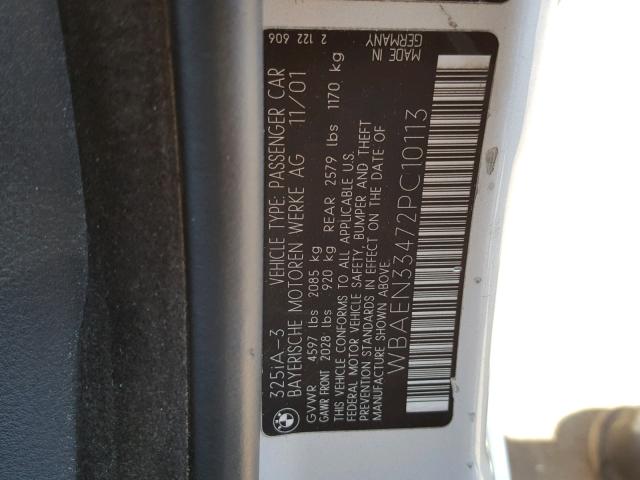 325iA-3 VEHICLE TYPE: PASSENGER CAR 2 122 606
BAYERISCHE MOTOREN WERKE AG 11/01
GVWR 4597 lbs 2085 kg
GAWR FRONT 2028 lbs 920 kg REAR 2579 lbs 1170 kg
THIS VEHICLE CONFORMS TO ALL APPLICABLE U.S.
FEDERAL MOTOR VEHICLE SAFETY, BUMPER AND THEFT
PREVENTION STANDARDS IN EFFECT ON THE DATE OF
MANUFACTURE SHOWN ABOVE.
WBAEN33472PC10113
MADE IN
GERMANY